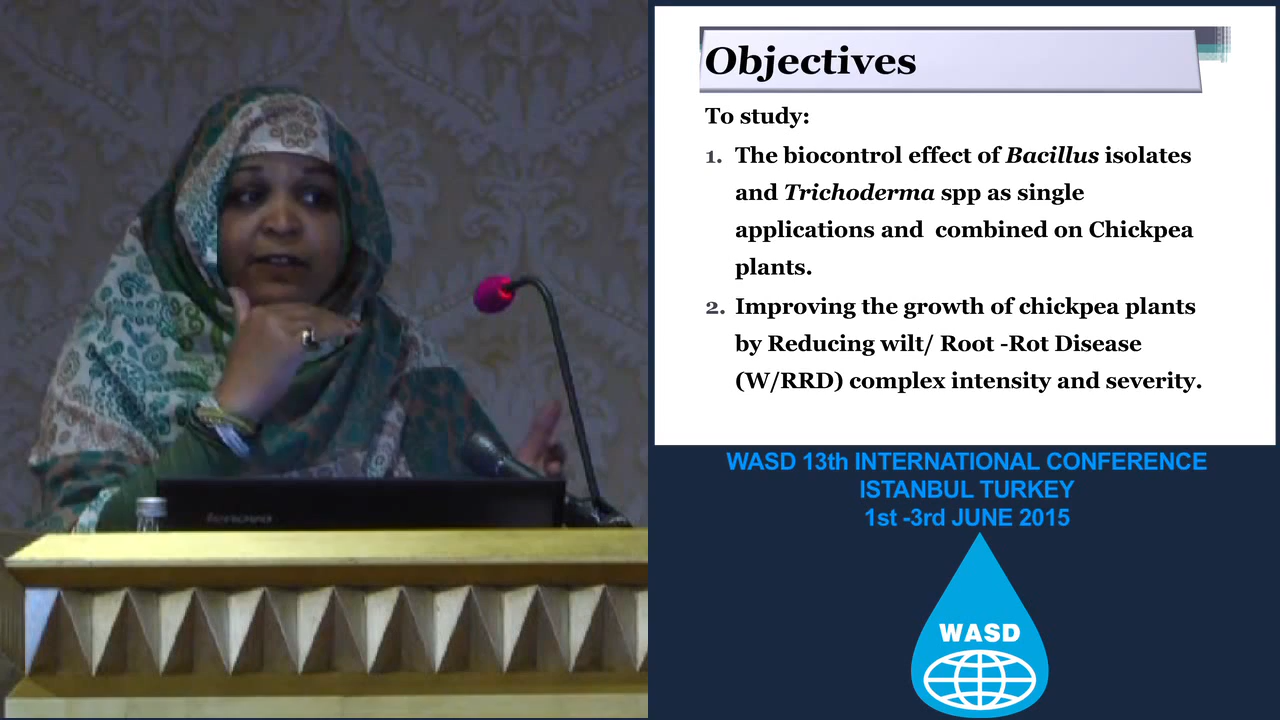 Objectives
To study:
1. The biocontrol effect of Bacillus isolates
and Trichoderma spp as single
applications and combined on Chickpea
plants.
2. Improving the growth of chickpea plants
by Reducing wilt/ Root -Rot Disease
(W/RRD) complex intensity and severity.
WASD 13th INTERNATIONAL CONFERENCE
ISTANBUL TURKEY
1st -3rd JUNE 2015
WASD